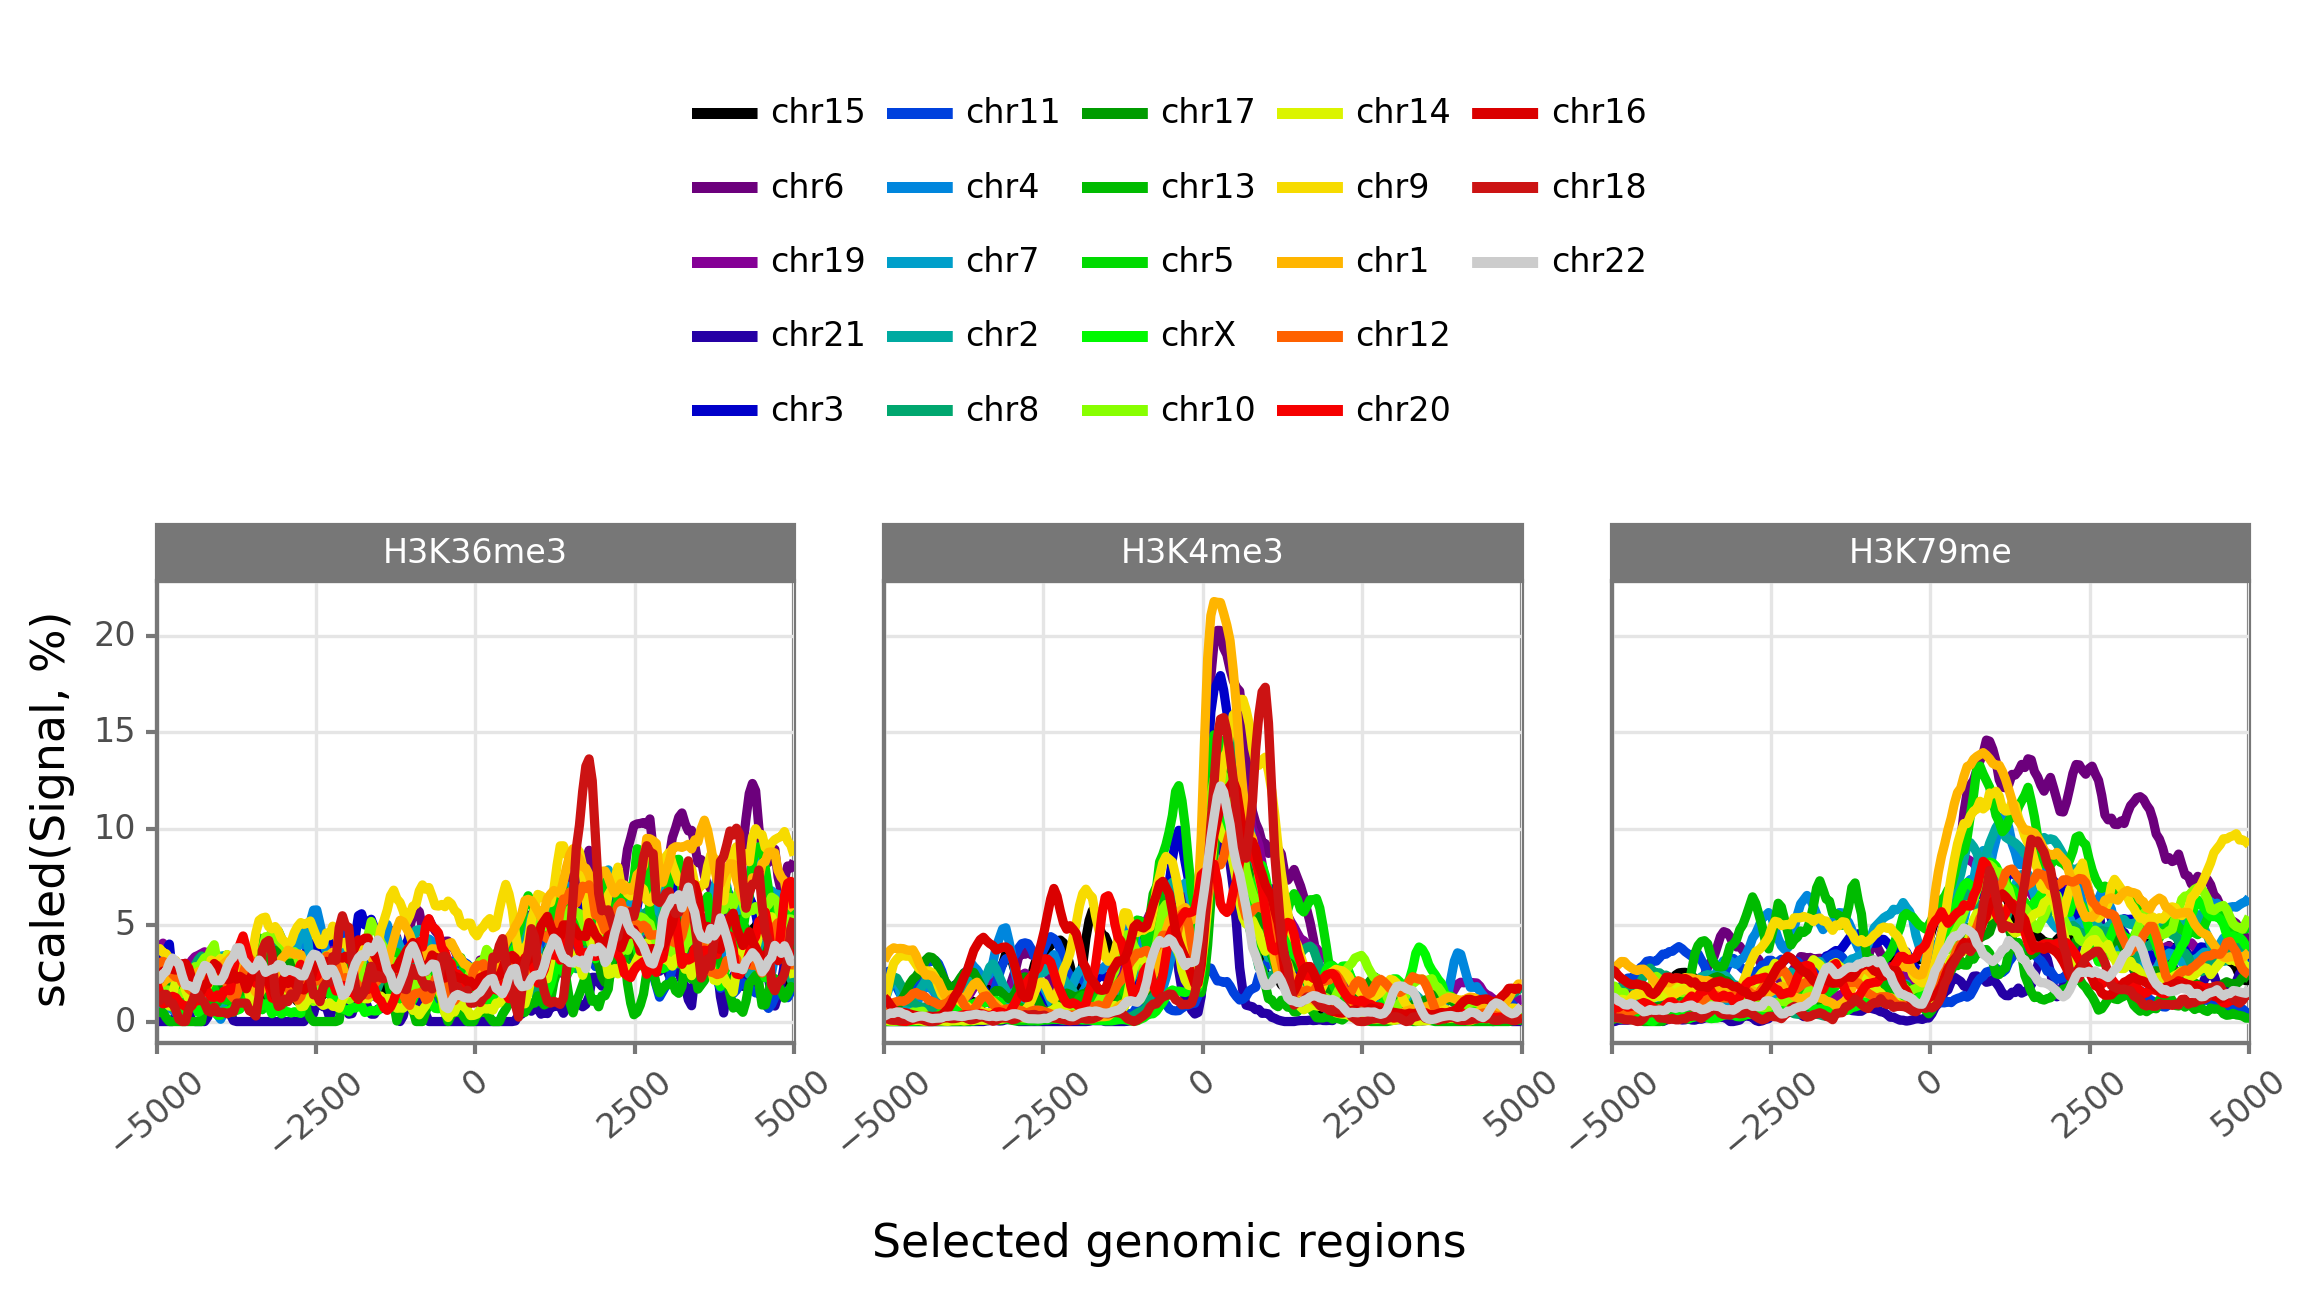 chr15 chr11 chr17 chr14 chr16
chr6 chr4 chr13 chr9 chr18
chr19 chr7 chr5 chr1 chr22
chr21 chr2 chrX chr12
chr3 chr8 chr10 chr20
H3K36me3 H3K4me3 H3K79me
scaled(Signal, %)
20
15
10
5
0
−5000 −2500 0 2500 5000 −5000 −2500 0 2500 5000 −5000 −2500 0 2500 5000
Selected genomic regions